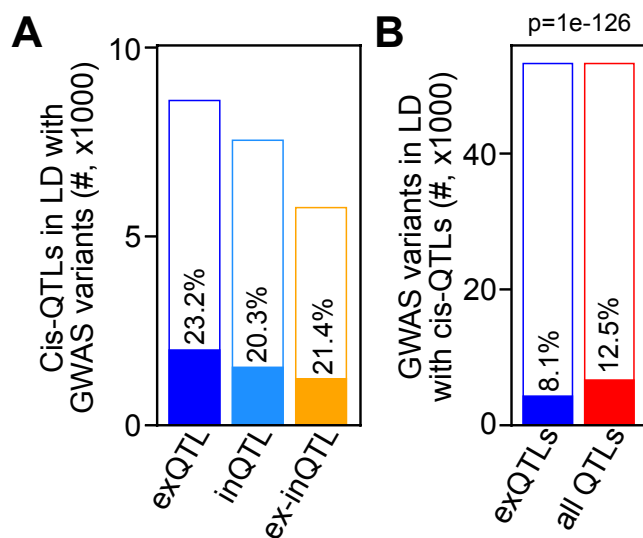 A
Cis-QTLs in LD with
GWAS variants (#, x1000)
10
5
0
23.2%
20.3%
21.4%
exQTL
inQTL
ex-inQTL
B
p=1e-126
GWAS variants in LD
with cis-QTLs (#, x1000)
40
20
0
8.1%
12.5%
exQTLs
all QTLs